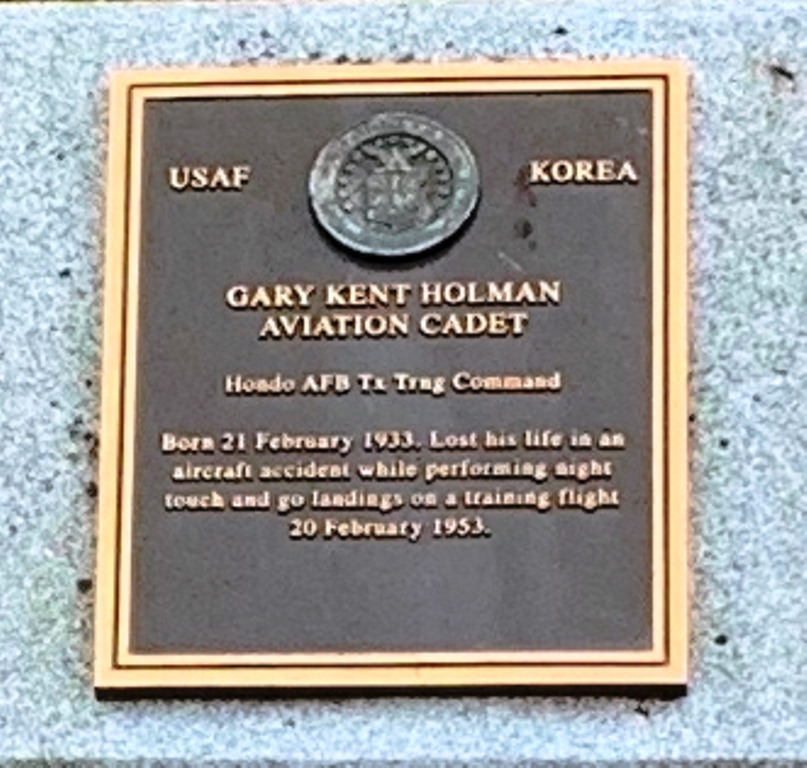 USAF KOREA
GARY KENT HOLMAN
AVIATION CADET
Hondo AFB Tx Trng Command
Born 21 February 1933. Lost his life in an
aircraft accident while performing night
touch and go landings on a training flight
20 February 1953.